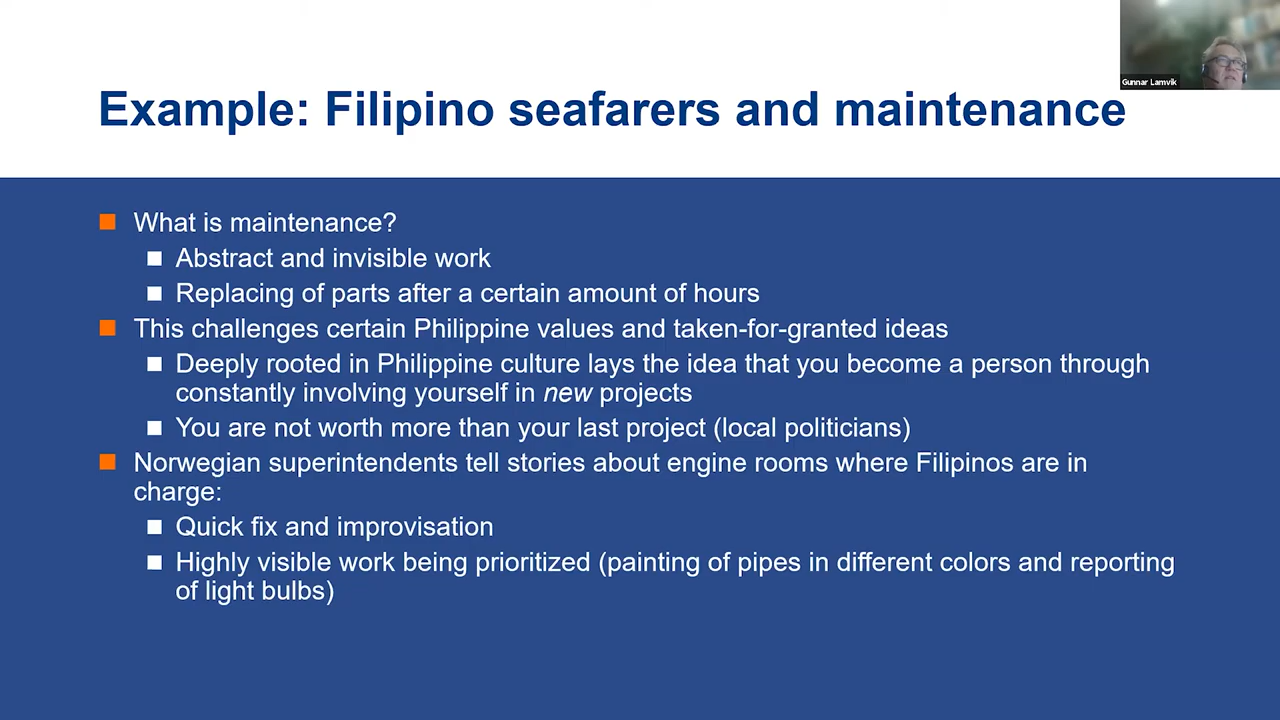 Gunnar Lamvik
Example: Filipino seafarers and maintenance
What is maintenance?
Abstract and invisible work
Replacing of parts after a certain amount of hours
This challenges certain Philippine values and taken-for-granted ideas
Deeply rooted in Philippine culture lays the idea that you become a person through
constantly involving yourself in new projects
You are not worth more than your last project (local politicians)
Norwegian superintendents tell stories about engine rooms where Filipinos are in
charge:
Quick fix and improvisation
Highly visible work being prioritized (painting of pipes in different colors and reporting
of light bulbs)